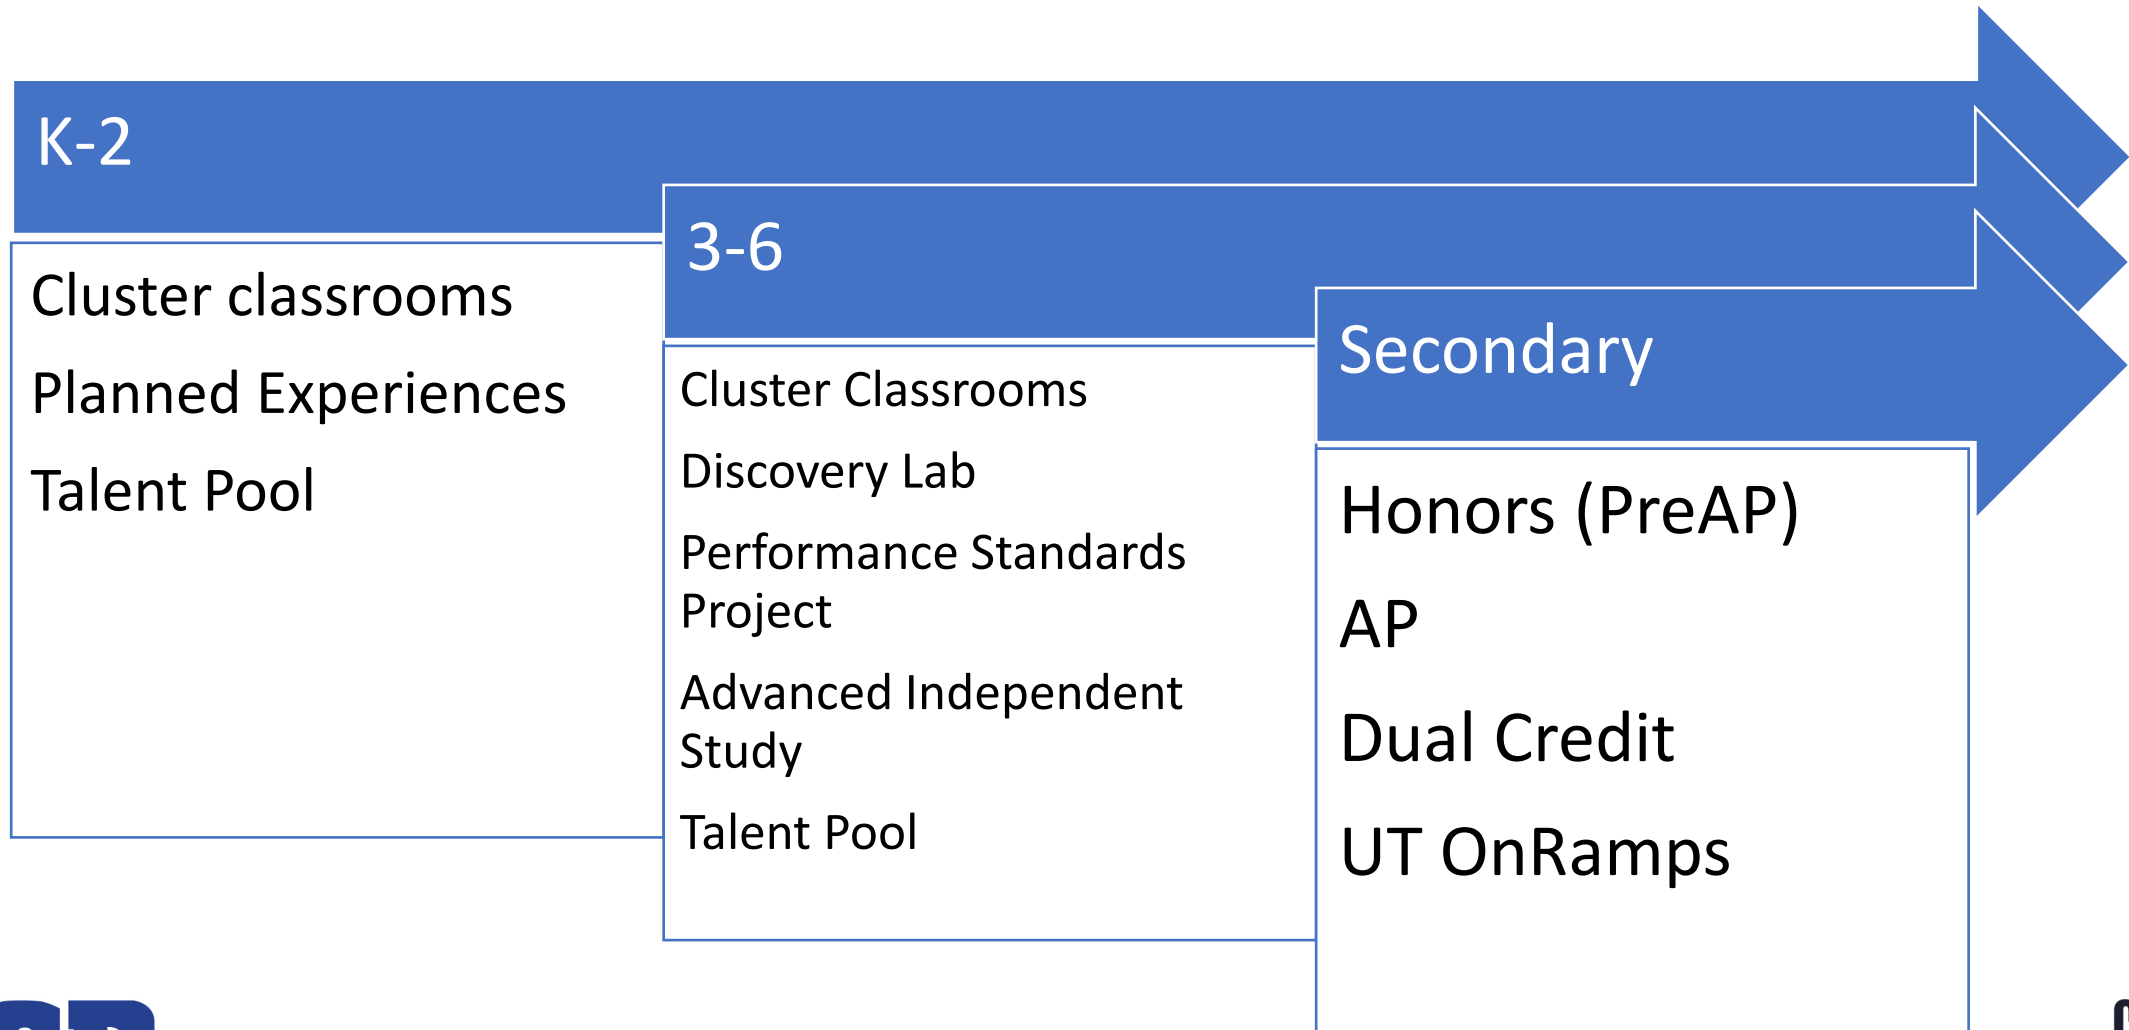 K-2
Cluster classrooms
Planned Experiences
Talent Pool
3-6
Cluster Classrooms
Discovery Lab
Performance Standards
Project
Advanced Independent
Study
Talent Pool
Secondary
Honors (PreAP)
AP
Dual Credit
UT OnRamps